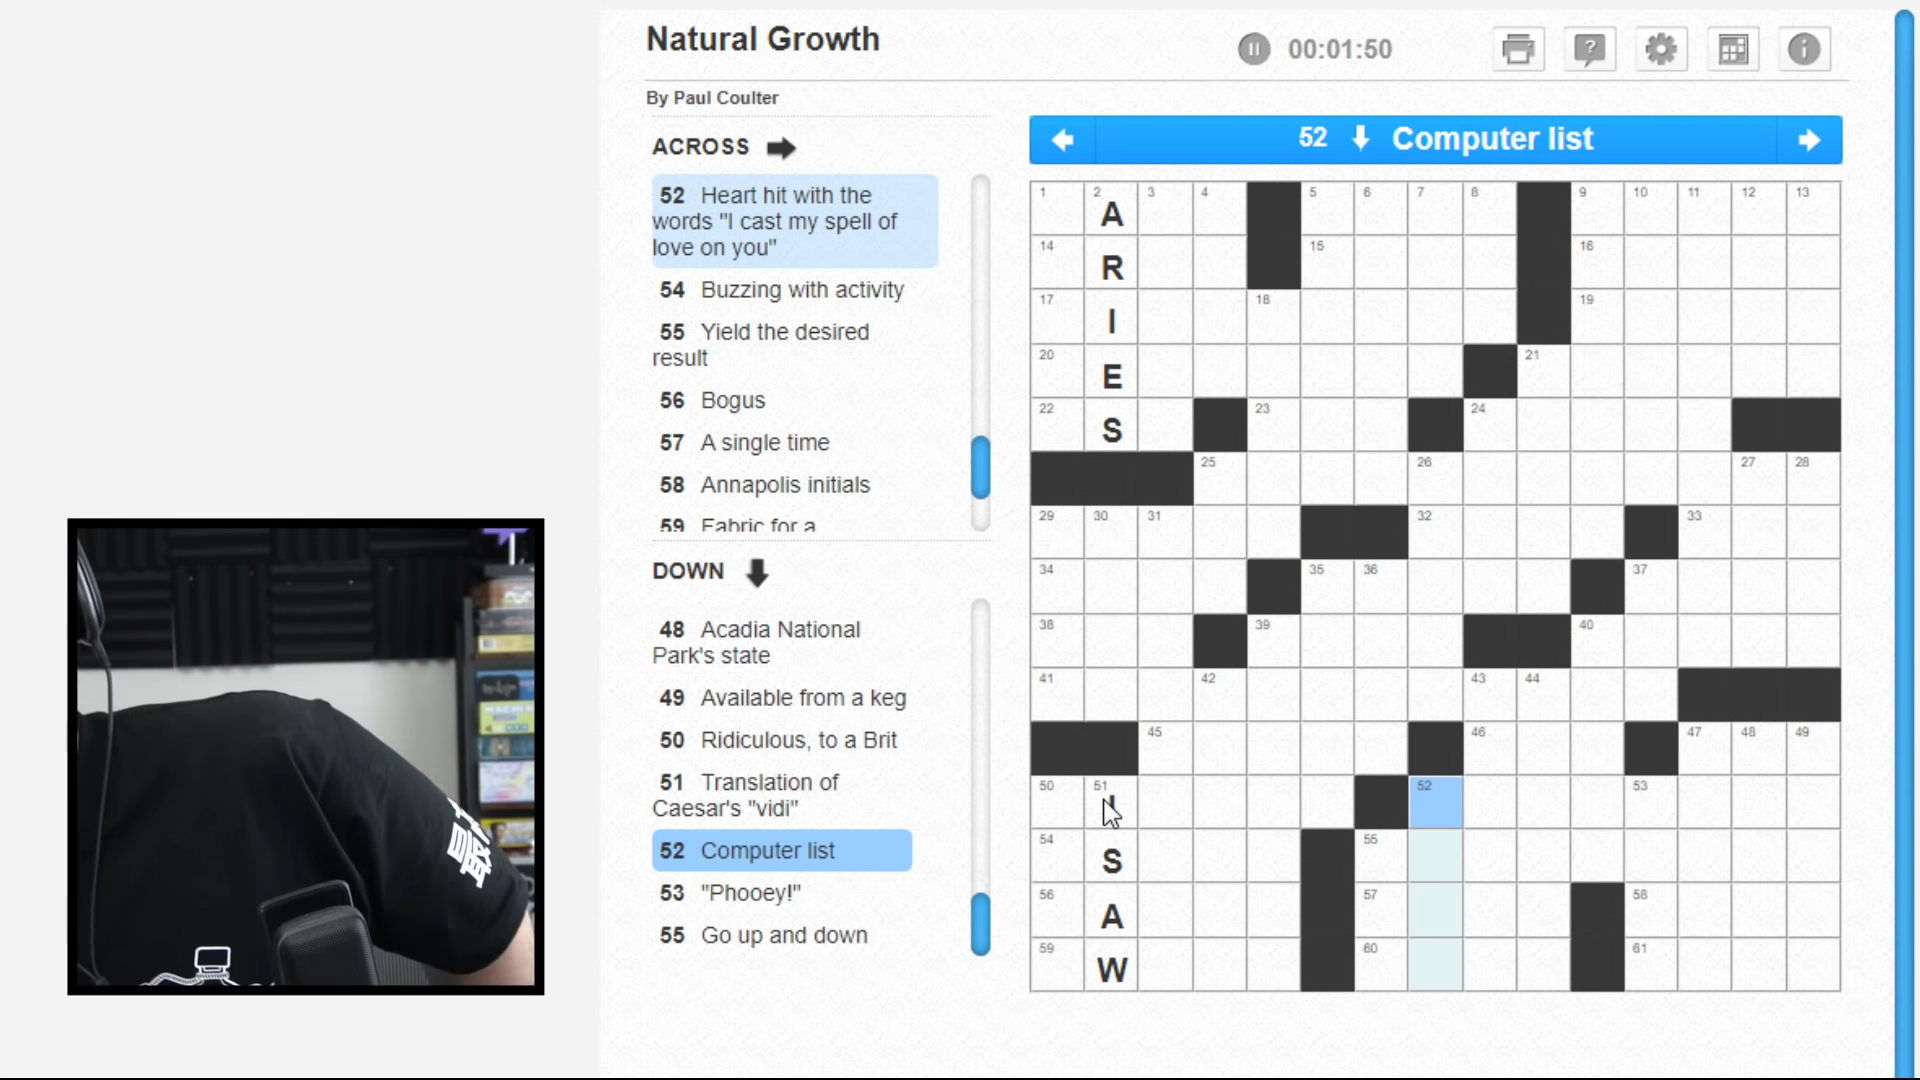 Natural Growth
00:01:50
By Paul Coulter
ACROSS
52 Heart hit with the
words "I cast my spell of
love on you"
54 Buzzing with activity
55 Yield the desired
result
56 Bogus
57 A single time
58 Annapolis initials
59 Fabric for a
DOWN
48 Acadia National
Park's state
49 Available from a keg
50 Ridiculous, to a Brit
51 Translation of
Caesar's "vidi"
52 Computer list
53 "Phooey!"
55 Go up and down
52 Computer list
1 2 A 3 4 5 6 7 8 9 10 11 12 13
14 R 15 16
17 I 18 19
20 E 21
22 S 23 24
25 26 27 28
29 30 31 32 33
34 35 36 37
38 39 40
41 42 43 44
45 46 47 48 49
50 51 I 52 53
54 S 55
56 A 57 58
59 W 60 61